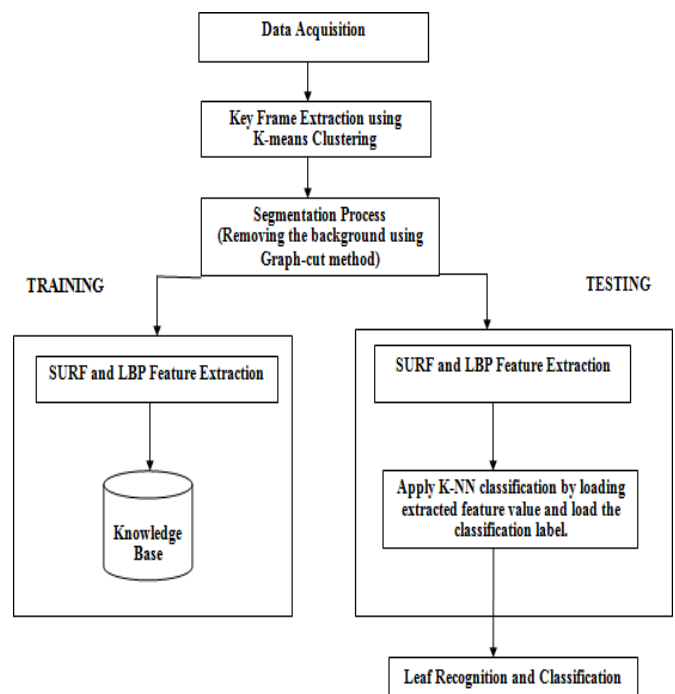 Data Acquisition
Key Frame Extraction using
K-means Clustering
Segmentation Process
(Removing the background using
Graph-cut method)
TRAINING
TESTING
SURF and LBP Feature Extraction
Knowledge
Base
SURF and LBP Feature Extraction
Apply K-NN classification by loading
extracted feature value and load the
classification label.
Leaf Recognition and Classification